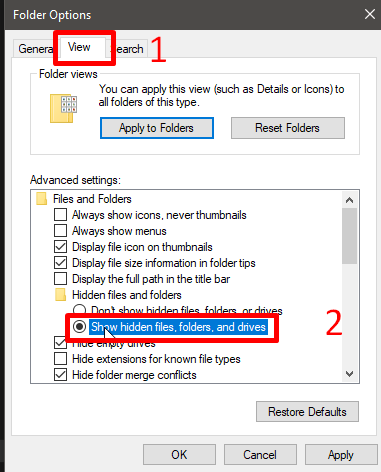 Folder Options
General View Search 1
Folder views
You can apply this view (such as Details or Icons) to
all folders of this type.
Apply to Folders Reset Folders
Advanced settings:
Files and Folders
Always show icons, never thumbnails
Always show menus
Display file icon on thumbnails
Display file size information in folder tips
Display the full path in the title bar
Hidden files and folders
Don't show hidden files, folders, or drives
Show hidden files, folders, and drives 2
Hide empty drives
Hide extensions for known file types
Hide folder merge conflicts
Restore Defaults
OK Cancel Apply